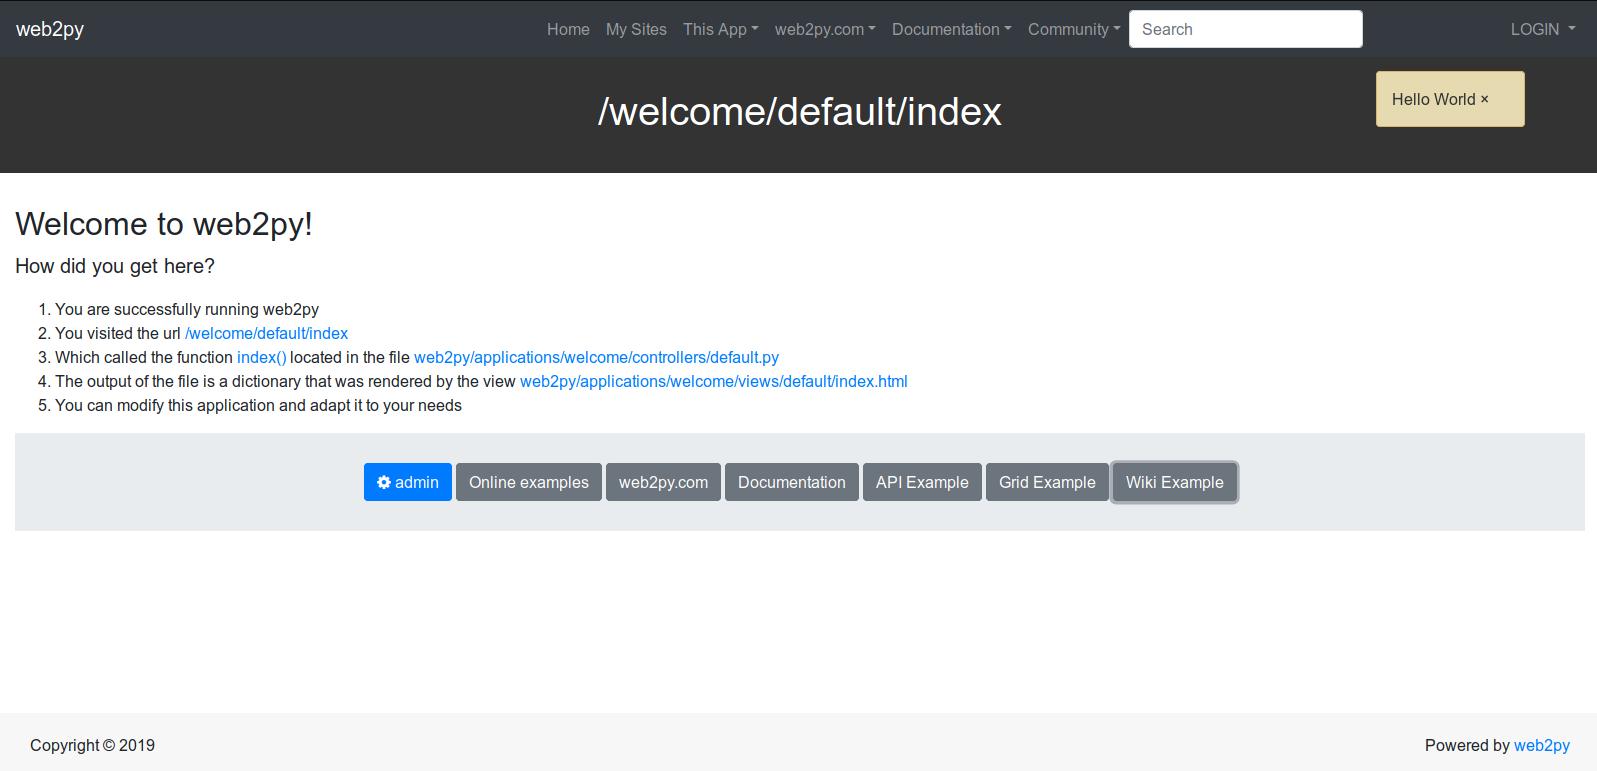 web2py Home My Sites This App web2py.com Documentation Community Search LOGIN
/welcome/default/index
Hello World ×
Welcome to web2py!
How did you get here?
1. You are successfully running web2py
2. You visited the url /welcome/default/index
3. Which called the function index() located in the file web2py/applications/welcome/controllers/default.py
4. The output of the file is a dictionary that was rendered by the view web2py/applications/welcome/views/default/index.html
5. You can modify this application and adapt it to your needs
admin Online examples web2py.com Documentation API Example Grid Example Wiki Example
Copyright © 2019 Powered by web2py